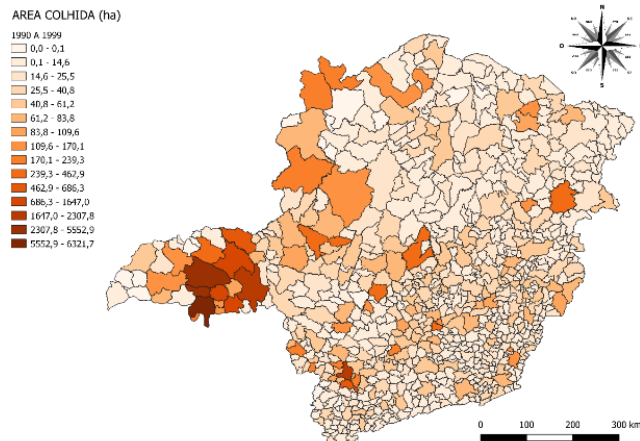 AREA COLHIDA (ha)
1990 A 1999
0,0 - 0,1
0,1 - 14,6
14,6 - 25,5
25,5 - 40,8
40,8 - 61,2
61,2 - 83,8
83,8 - 109,6
109,6 - 170,1
170,1 - 239,3
239,3 - 462,9
462,9 - 686,3
686,3 - 1647,0
1647,0 - 2307,8
2307,8 - 5552,9
5552,9 - 6321,7
N
S
0 100 200 300 km